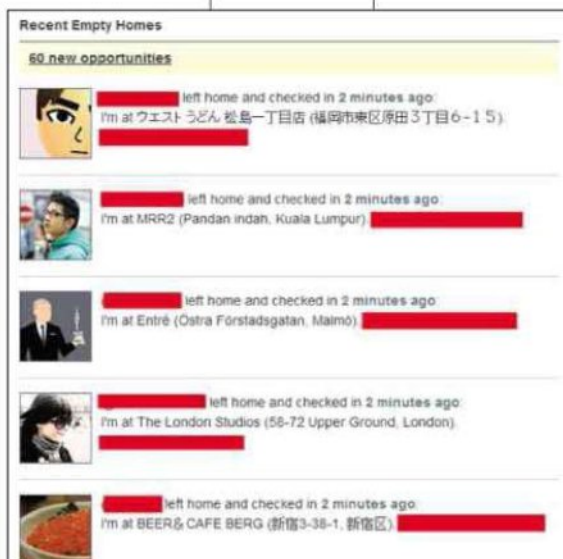 Recent Empty Homes
60 new opportunities
left home and checked in 2 minutes ago:
I'm at ウエスト うどん 松島一丁目店 (福岡市東区原田3丁目6-15).
left home and checked in 2 minutes ago:
I'm at MRR2 (Pandan indah, Kuala Lumpur).
left home and checked in 2 minutes ago:
I'm at Entré (Östra Förstadsgatan, Malmö).
left home and checked in 2 minutes ago:
I'm at The London Studios (58-72 Upper Ground, London).
left home and checked in 2 minutes ago:
I'm at BEER& CAFE BERG (新宿3-38-1, 新宿区).